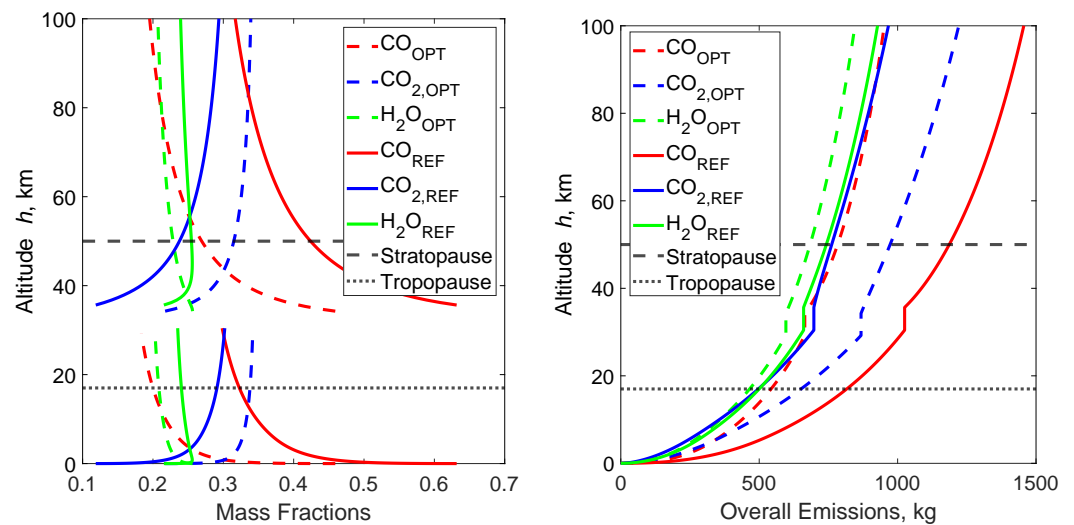 100
80
60
40
20
0
Altitude h, km
0.1 0.2 0.3 0.4 0.5 0.6 0.7
Mass Fractions
CO_OPT
CO_2,OPT
H_2O_OPT
CO_REF
CO_2,REF
H_2O_REF
Stratopause
Tropopause
100
80
60
40
20
0
Altitude h, km
0 500 1000 1500
Overall Emissions, kg
CO_OPT
CO_2,OPT
H_2O_OPT
CO_REF
CO_2,REF
H_2O_REF
Stratopause
Tropopause